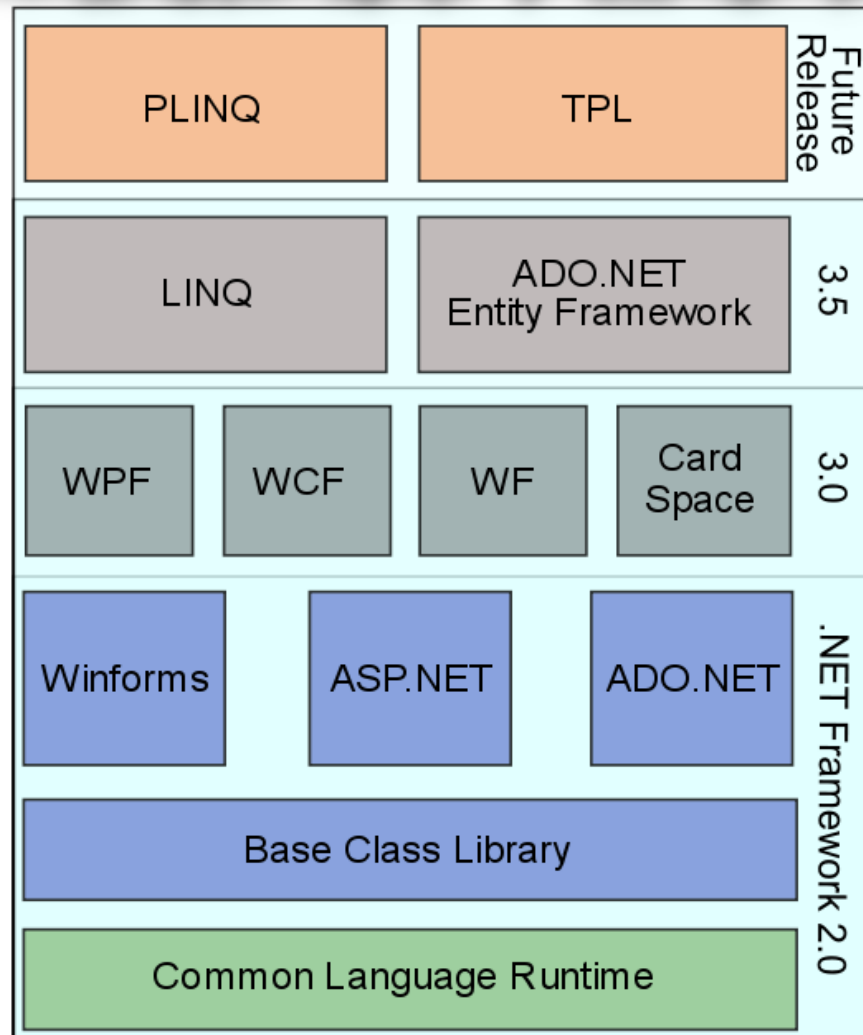 PLINQ
TPL
Future
Release
LINQ
ADO.NET
Entity Framework
3.5
WPF
WCF
WF
Card
Space
3.0
Winforms
ASP.NET
ADO.NET
.NET Framework 2.0
Base Class Library
Common Language Runtime